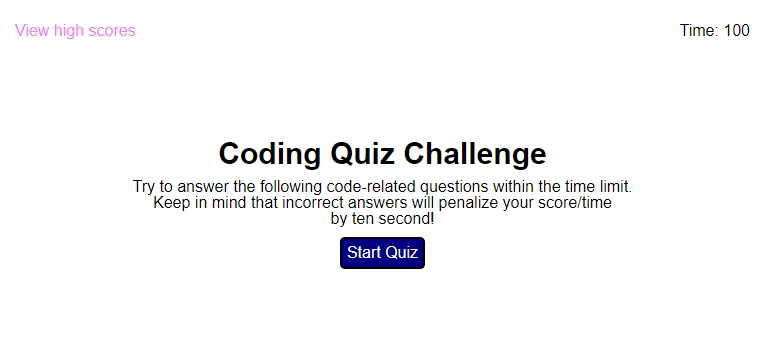 View high scores
Time: 100
Coding Quiz Challenge
Try to answer the following code-related questions within the time limit.
Keep in mind that incorrect answers will penalize your score/time
by ten second!
Start Quiz